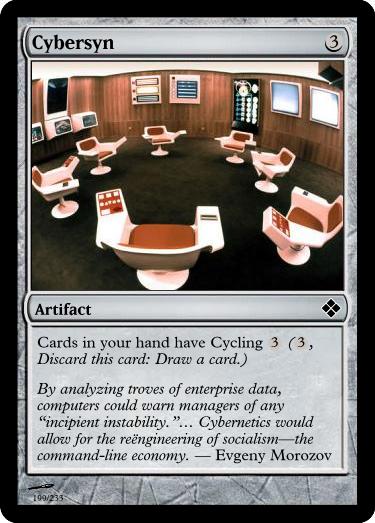 Cybersyn 3
Artifact
Cards in your hand have Cycling 3 (3,
Discard this card: Draw a card.)
By analyzing troves of enterprise data,
computers could warn managers of any
“incipient instability.”… Cybernetics would
allow for the reëngineering of socialism—the
command-line economy. — Evgeny Morozov
199/233